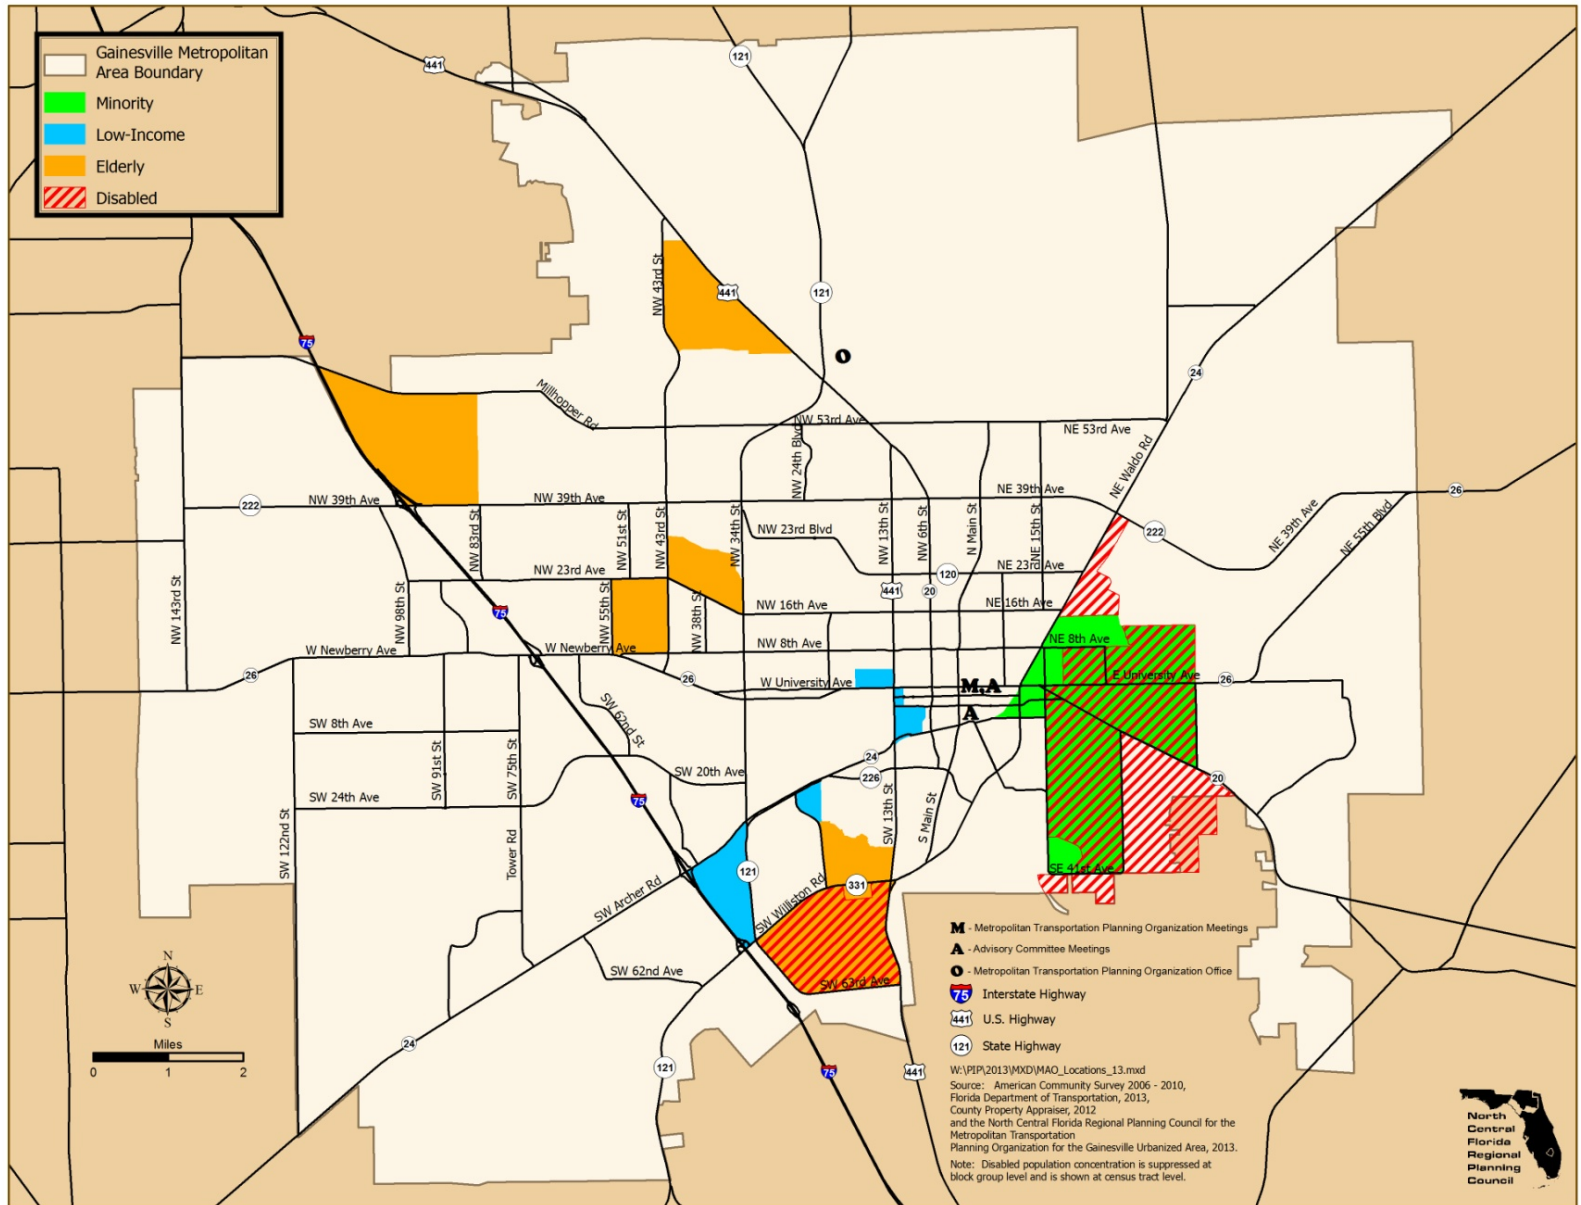 Gainesville Metropolitan
Area Boundary
Minority
Low-Income
Elderly
Disabled
441
121
75
NW 43rd St
441
121
24
Millhopper Rd
NW 53rd Ave
NE 53rd Ave
NW 24th Blvd
NE Waldo Rd
222
NW 39th Ave
NW 39th Ave
NE 39th Ave
26
NE 39th Ave
NE 55th Blvd
222
NW 83rd St
NW 51st St
NW 43rd St
NW 34th St
NW 23rd Blvd
NW 13th St
NW 6th St
N Main St
NE 15th St
NW 143rd St
NW 98th St
NW 23rd Ave
120
NE 23rd Ave
441
20
75
NW 55th St
NW 38th St
NW 16th Ave
NE 16th Ave
W Newberry Ave
W Newberry Ave
NW 8th Ave
NE 8th Ave
26
26
W University Ave
M,A
E University Ave
26
SW 62nd St
A
SW 8th Ave
SW 91st St
SW 75th St
24
SW 20th Ave
226
20
SW 24th Ave
75
SW 13th St
S Main St
SW 122nd St
Tower Rd
121
SE 41st Ave
331
SW Archer Rd
SW Williston Rd
SW 62nd Ave
SW 63rd Ave
O
N
W
E
S
Miles
0 1 2
24
121
75
441
M - Metropolitan Transportation Planning Organization Meetings
A - Advisory Committee Meetings
O - Metropolitan Transportation Planning Organization Office
75 Interstate Highway
441 U.S. Highway
121 State Highway
W:\PIP\2013\MXD\MAO_Locations_13.mxd
Source: American Community Survey 2006 - 2010,
Florida Department of Transportation, 2013,
County Property Appraiser, 2012
and the North Central Florida Regional Planning Council for the
Metropolitan Transportation
Planning Organization for the Gainesville Urbanized Area, 2013.
Note: Disabled population concentration is suppressed at
block group level and is shown at census tract level.
North
Central
Florida
Regional
Planning
Council